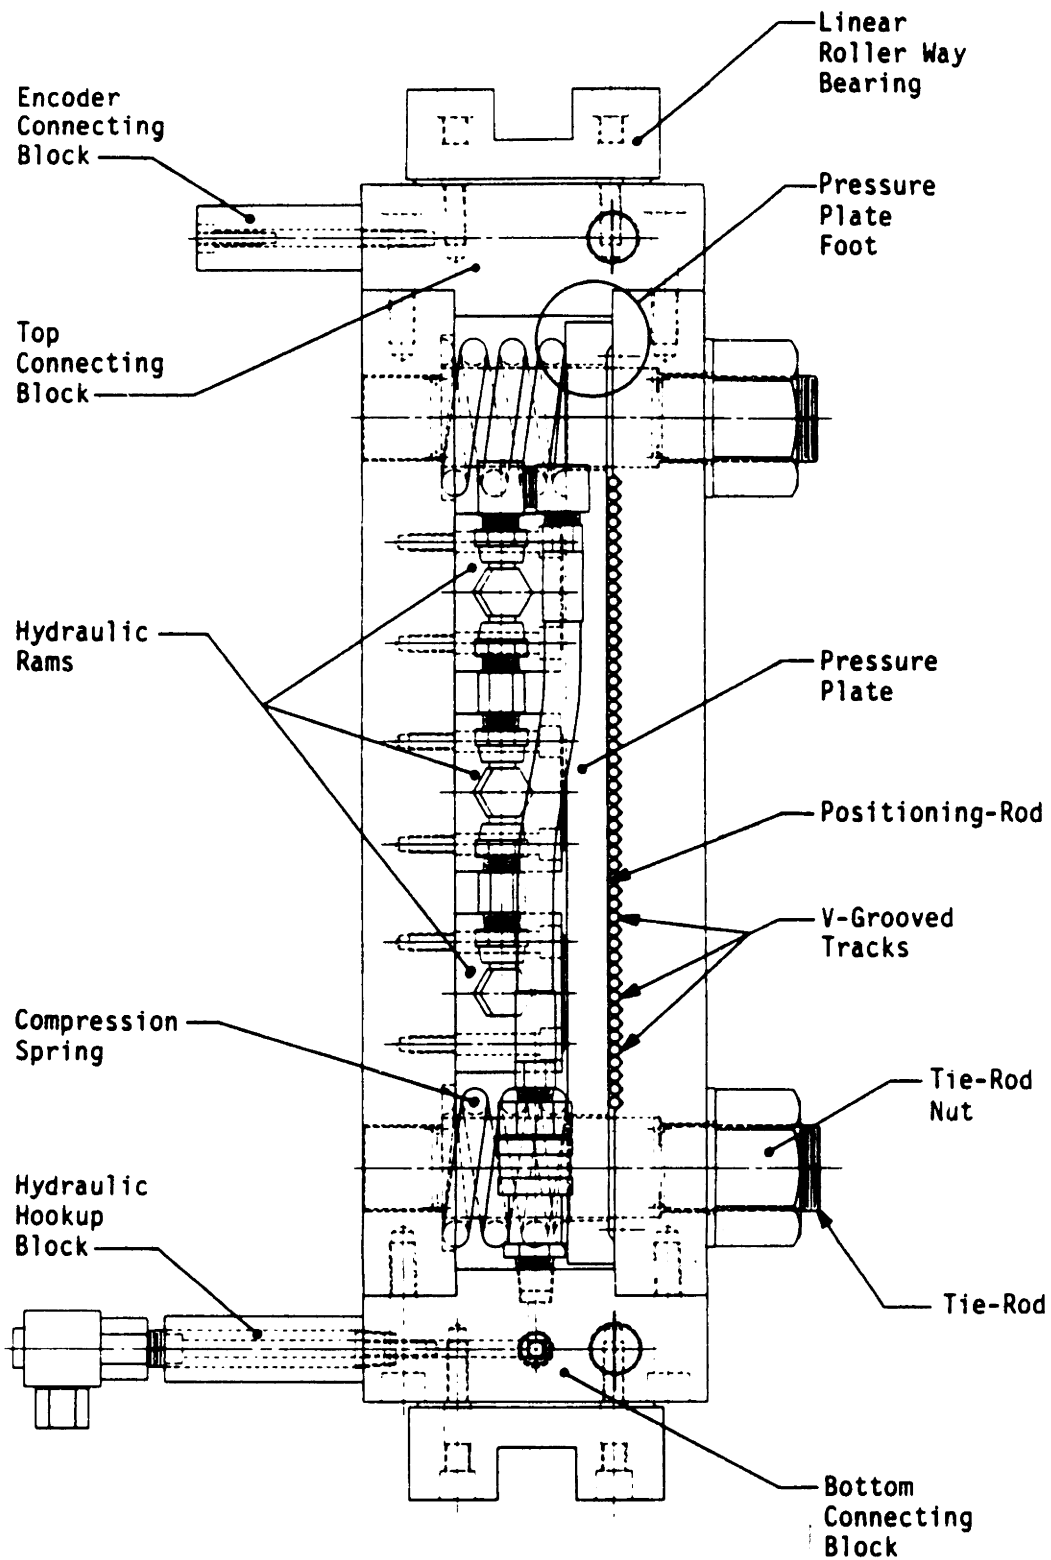 Linear
Roller Way
Bearing
Encoder
Connecting
Block
Pressure
Plate
Foot
Top
Connecting
Block
Hydraulic
Rams
Pressure
Plate
Positioning-Rod
V-Grooved
Tracks
Compression
Spring
Tie-Rod
Nut
Hydraulic
Hookup
Block
Tie-Rod
Bottom
Connecting
Block